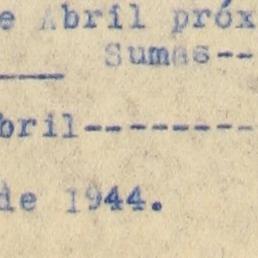 e Abril próx
Sumas--
bril--------
de 1944.